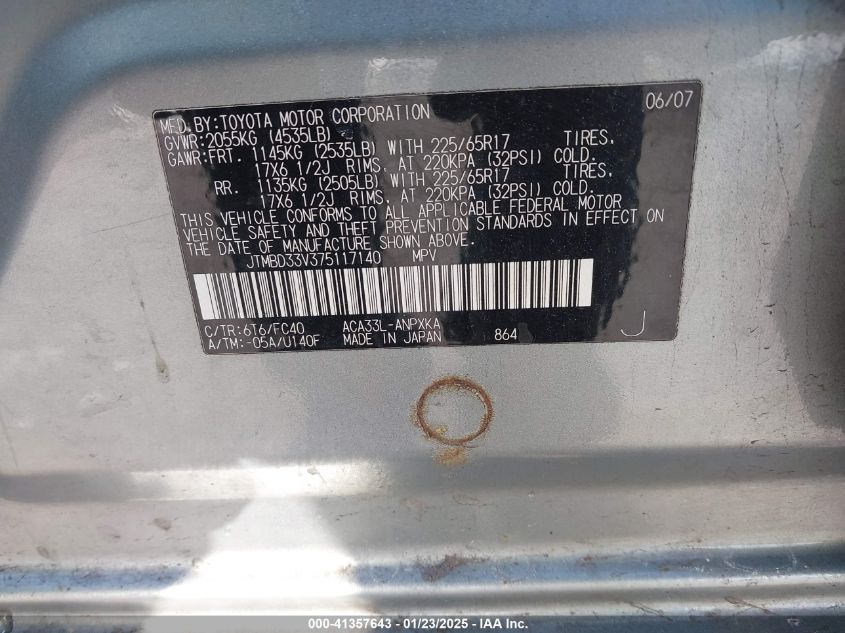 MFD.BY:TOYOTA MOTOR CORPORATION 06/07
GVWR:2055KG (4535LB)
GAWR:FRT. 1145KG (2535LB) WITH 225/65R17 TIRES,
17X6 1/2J RIMS, AT 220KPA (32PSI) COLD.
RR. 1135KG (2505LB) WITH 225/65R17 TIRES,
17X6 1/2J RIMS, AT 220KPA (32PSI) COLD.
THIS VEHICLE CONFORMS TO ALL APPLICABLE FEDERAL MOTOR
VEHICLE SAFETY AND THEFT PREVENTION STANDARDS IN EFFECT ON
THE DATE OF MANUFACTURE SHOWN ABOVE.
JTMBD33V375117140 MPV
C/TR:6T6/FC40 ACA33L-ANPXKA
A/TM:-05A/U140F MADE IN JAPAN 864 J
000-41357643 / 01/23/2025 - IAA Inc.